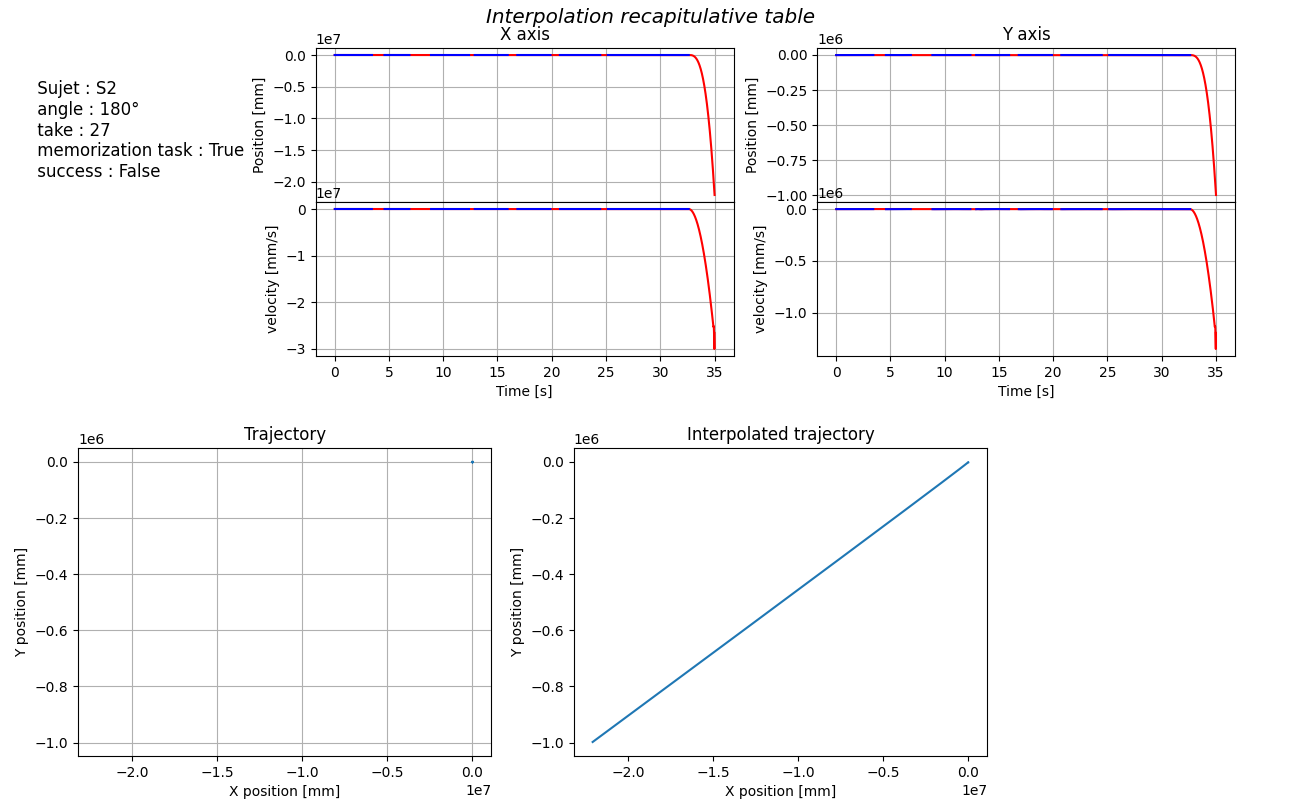 Interpolation recapitulative table
Sujet : S2
angle : 180°
take : 27
memorization task : True
success : False
X axis
1e7
Position [mm]
0.0
−0.5
−1.0
−1.5
−2.0
1e7
velocity [mm/s]
0
−1
−2
−3
0 5 10 15 20 25 30 35
Time [s]
Y axis
1e6
Position [mm]
0.00
−0.25
−0.50
−0.75
−1.00
1e6
velocity [mm/s]
0.0
−0.5
−1.0
0 5 10 15 20 25 30 35
Time [s]
Trajectory
1e6
Y position [mm]
0.0
−0.2
−0.4
−0.6
−0.8
−1.0
−2.0 −1.5 −1.0 −0.5 0.0
X position [mm]
1e7
Interpolated trajectory
1e6
Y position [mm]
0.0
−0.2
−0.4
−0.6
−0.8
−1.0
−2.0 −1.5 −1.0 −0.5 0.0
X position [mm]
1e7